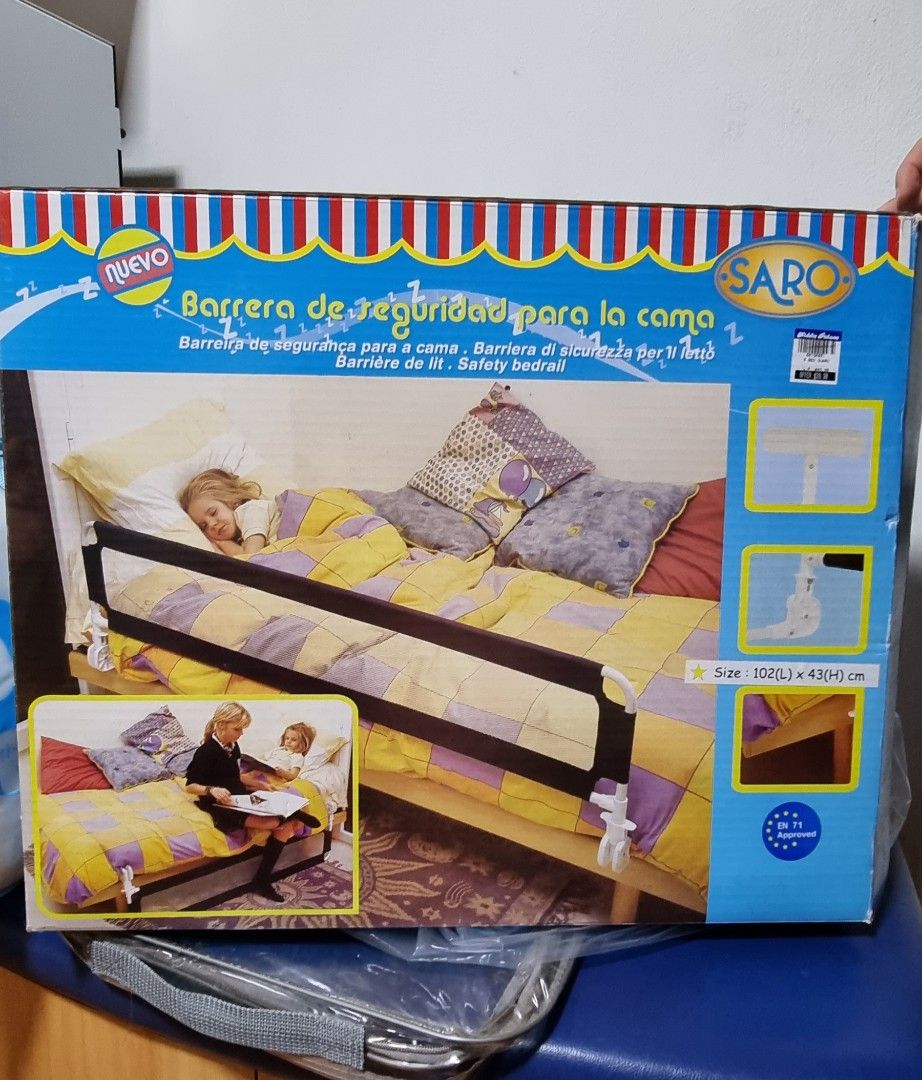 NUEVO
SARO
Barrera de seguridad para la cama
Barreira de segurança para a cama . Barriera di sicurezza per il letto
Barrière de lit . Safety bedrail
Size : 102(L) x 43(H) cm
EN 71
Approved